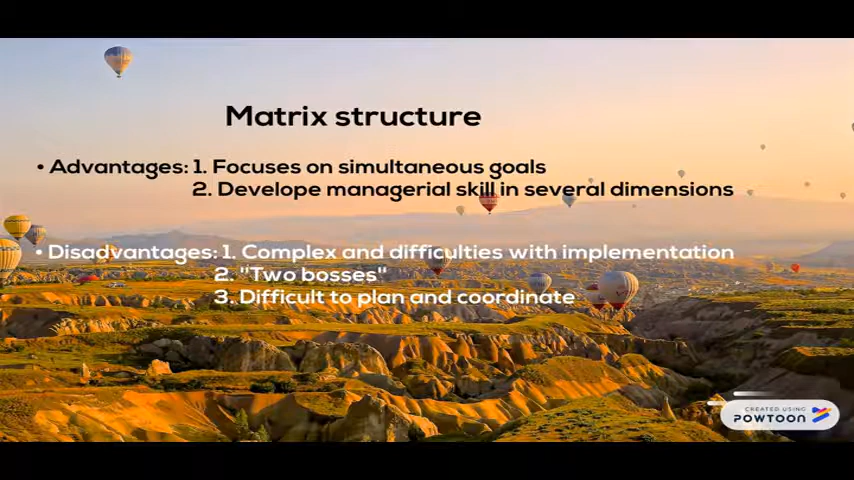 Matrix structure
• Advantages: 1. Focuses on simultaneous goals
2. Develope managerial skill in several dimensions
• Disadvantages: 1. Complex and difficulties with implementation
2. "Two bosses"
3. Difficult to plan and coordinate
CREATED USING
POWTOON